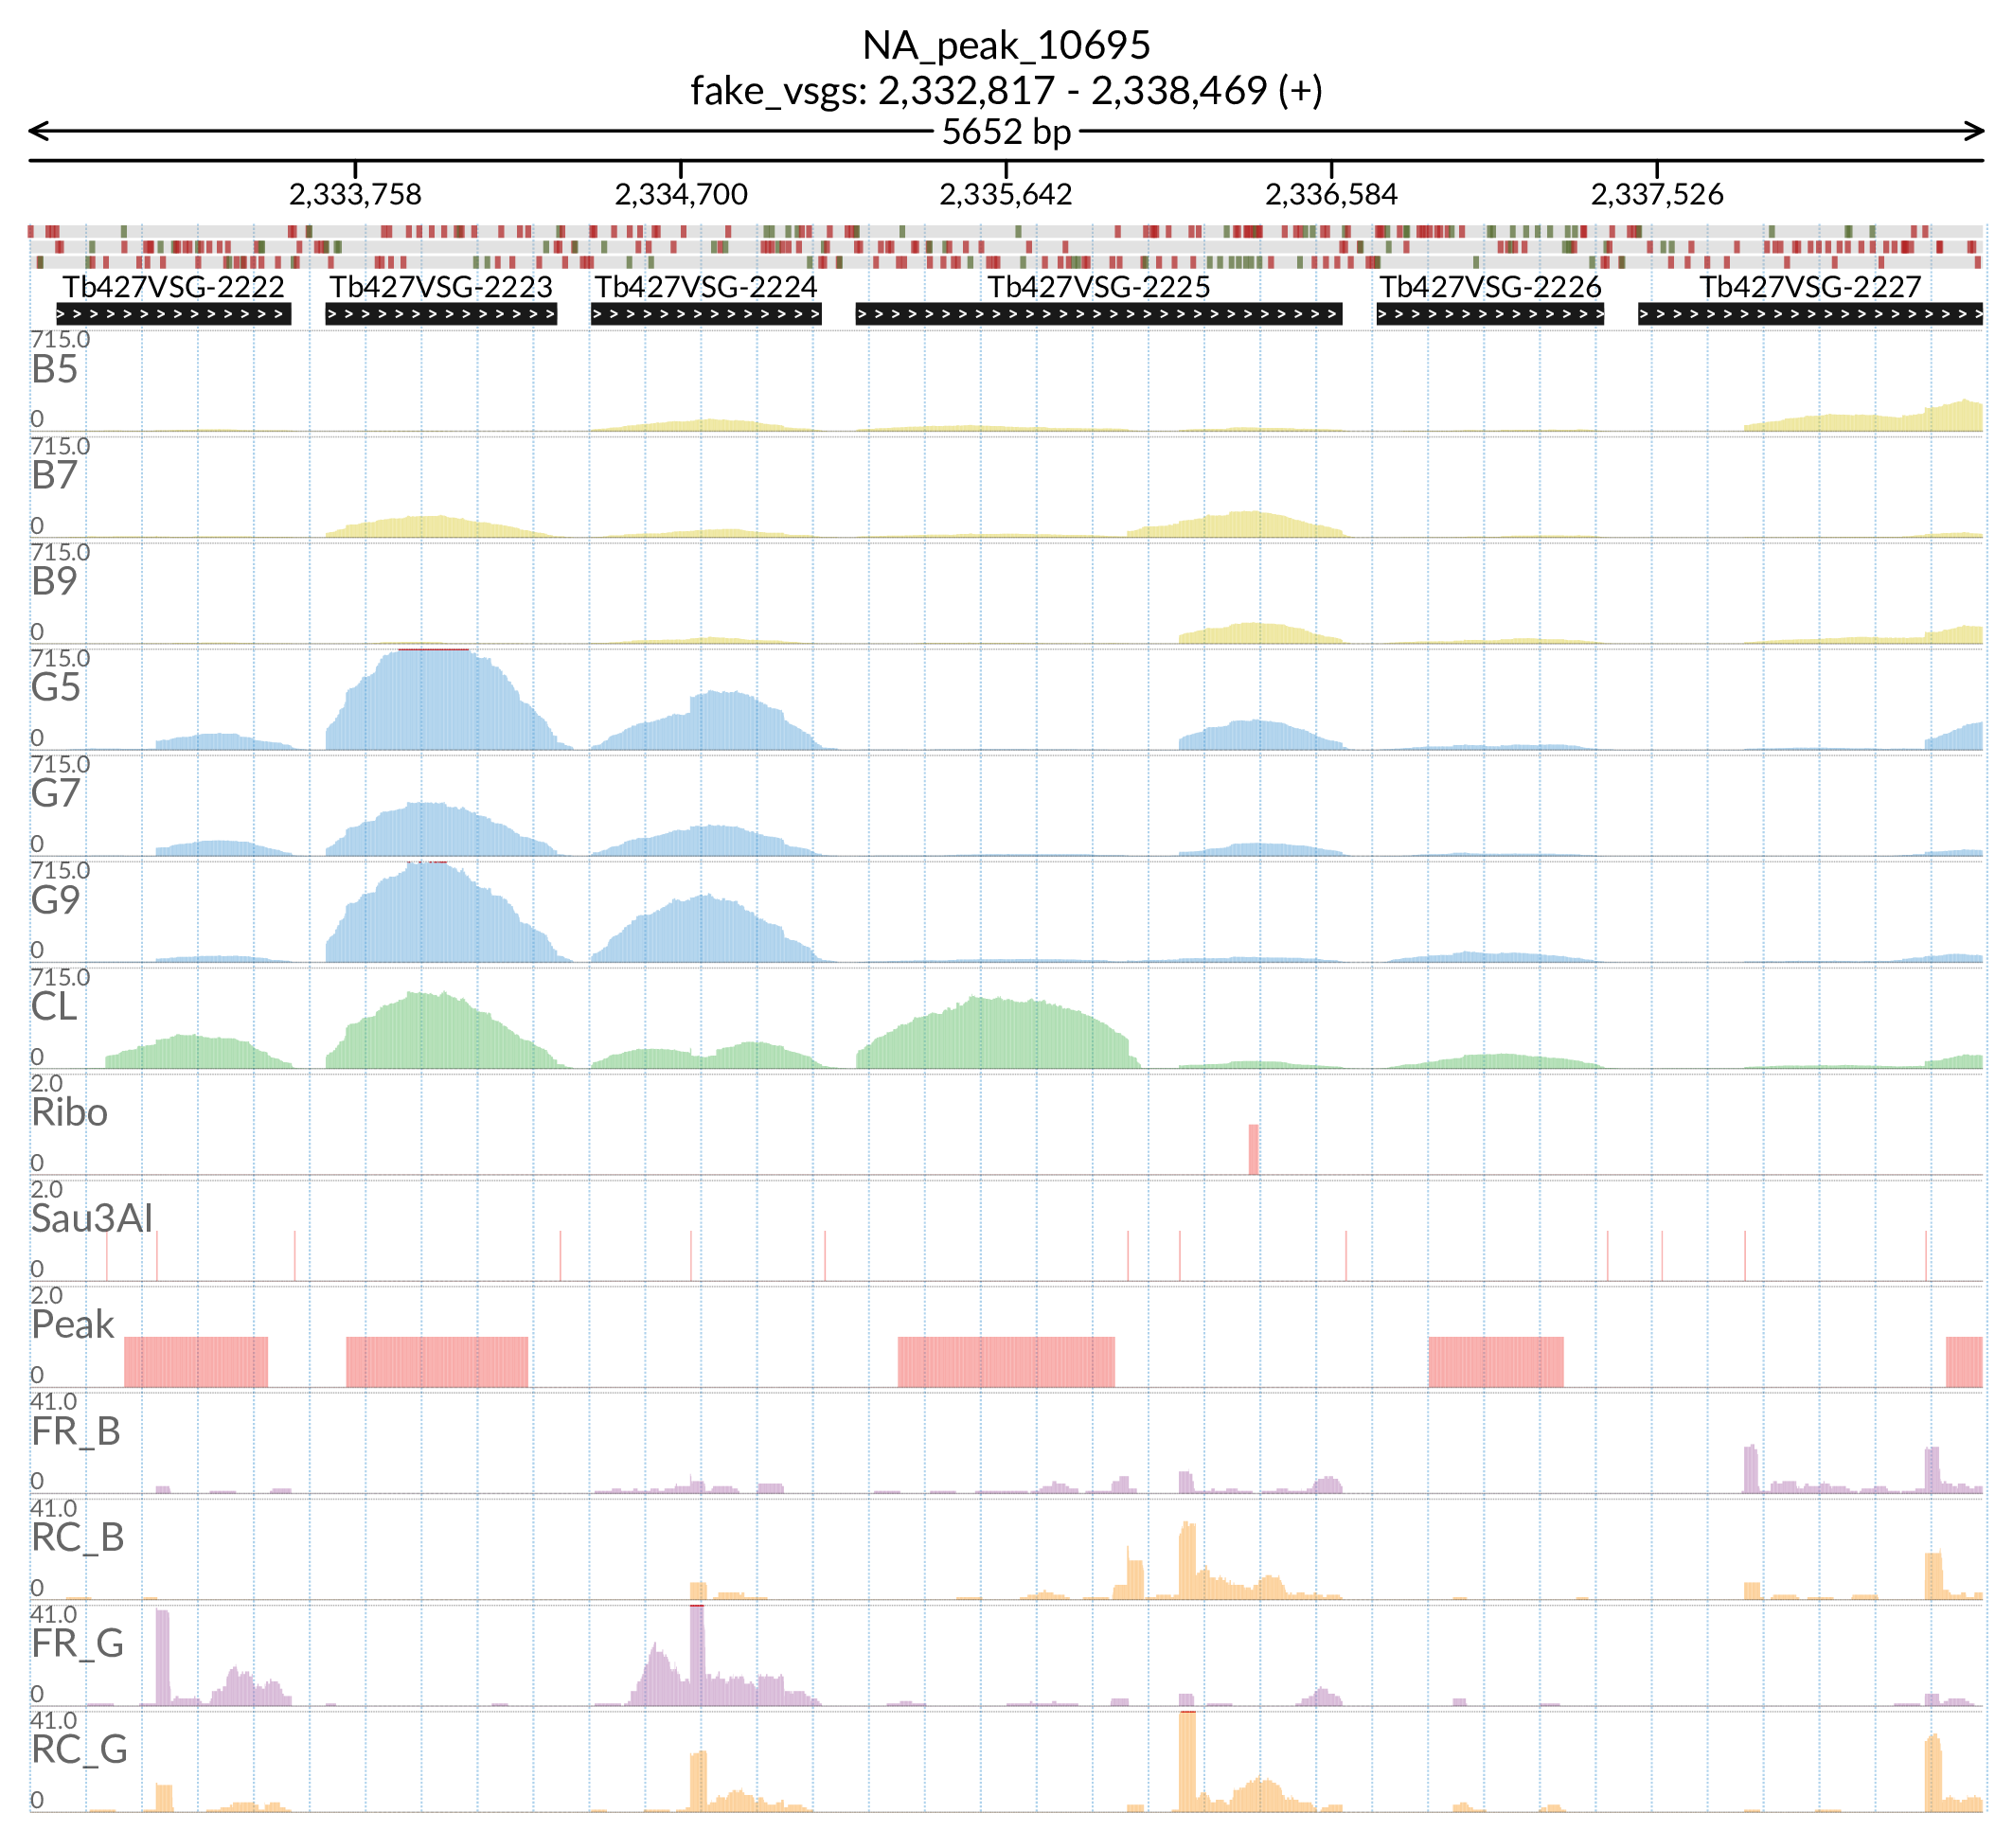 NA_peak_10695
fake_vsgs: 2,332,817 - 2,338,469 (+)
5652 bp
2,333,758 2,334,700 2,335,642 2,336,584 2,337,526
Tb427VSG-2222 Tb427VSG-2223 Tb427VSG-2224 Tb427VSG-2225 Tb427VSG-2226 Tb427VSG-2227
715.0
B5
0
715.0
B7
0
715.0
B9
0
715.0
G5
0
715.0
G7
0
715.0
G9
0
715.0
CL
0
2.0
Ribo
0
2.0
Sau3AI
0
2.0
Peak
0
41.0
FR_B
0
41.0
RC_B
0
41.0
FR_G
0
41.0
RC_G
0